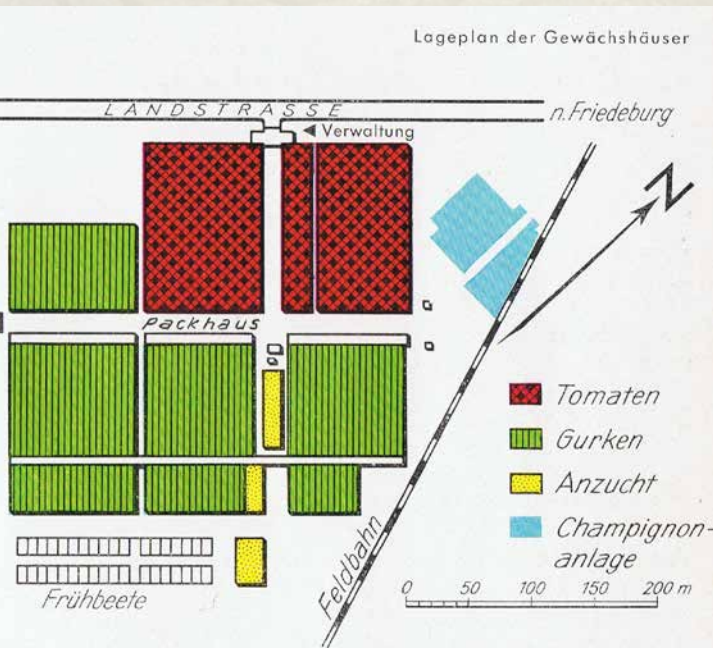 Lageplan der Gewächshäuser
LANDSTRASSE
n. Friedeburg
Verwaltung
N
Packhaus
Tomaten
Gurken
Anzucht
Champignon-
anlage
Feldbahn
Frühbeete
0 50 100 150 200 m